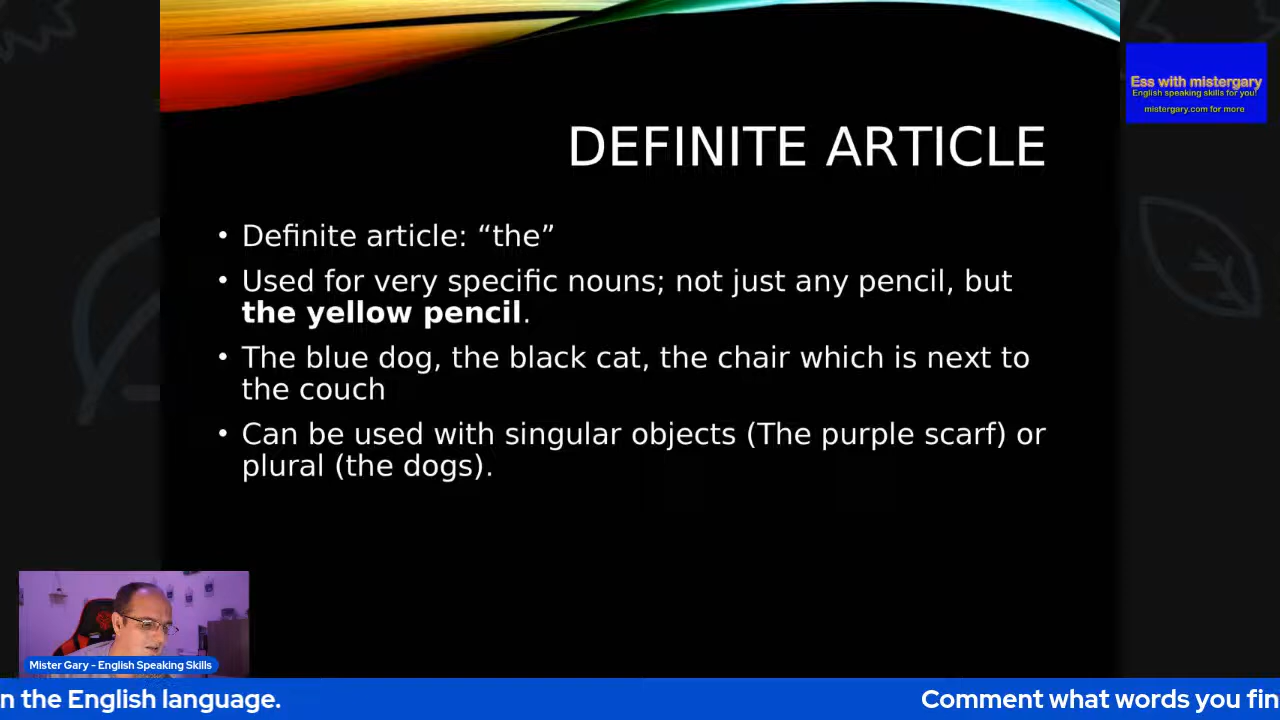 Ess with mistergary
English speaking skills for you!
mistergary.com for more
DEFINITE ARTICLE
• Definite article: “the”
• Used for very specific nouns; not just any pencil, but
the yellow pencil.
• The blue dog, the black cat, the chair which is next to
the couch
• Can be used with singular objects (The purple scarf) or
plural (the dogs).
Mister Gary - English Speaking Skills
n the English language.
Comment what words you fin